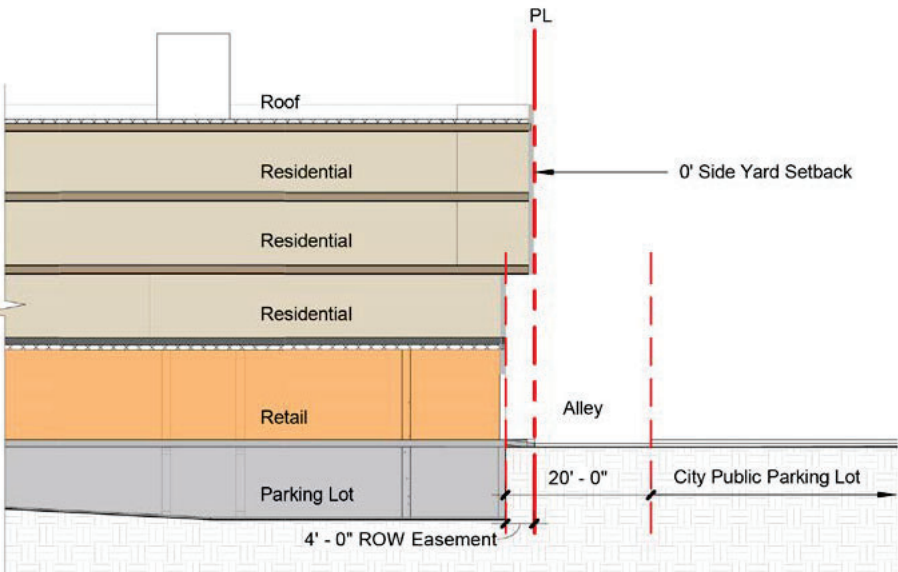 PL
Roof
Residential
0' Side Yard Setback
Residential
Residential
Alley
Retail
20' - 0"
City Public Parking Lot
Parking Lot
4' - 0" ROW Easement